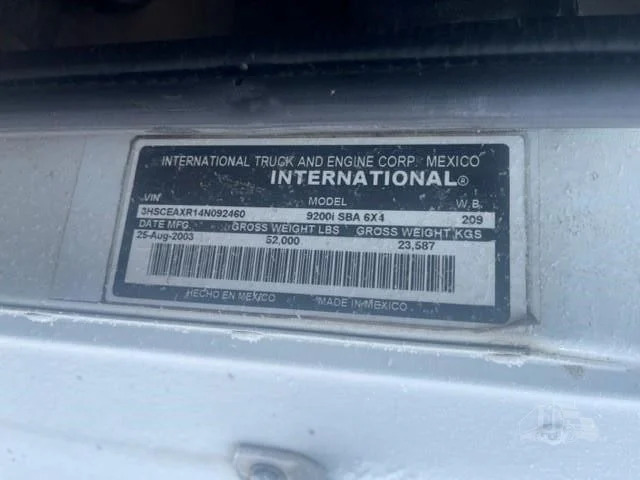 INTERNATIONAL TRUCK AND ENGINE CORP. MEXICO
INTERNATIONAL®
VIN MODEL W.B.
3HSCEAXR14N092460 9200i SBA 6X4 209
DATE MFG. GROSS WEIGHT LBS GROSS WEIGHT KGS
25-Aug-2003 52,000 23,587
HECHO EN MEXICO MADE IN MEXICO